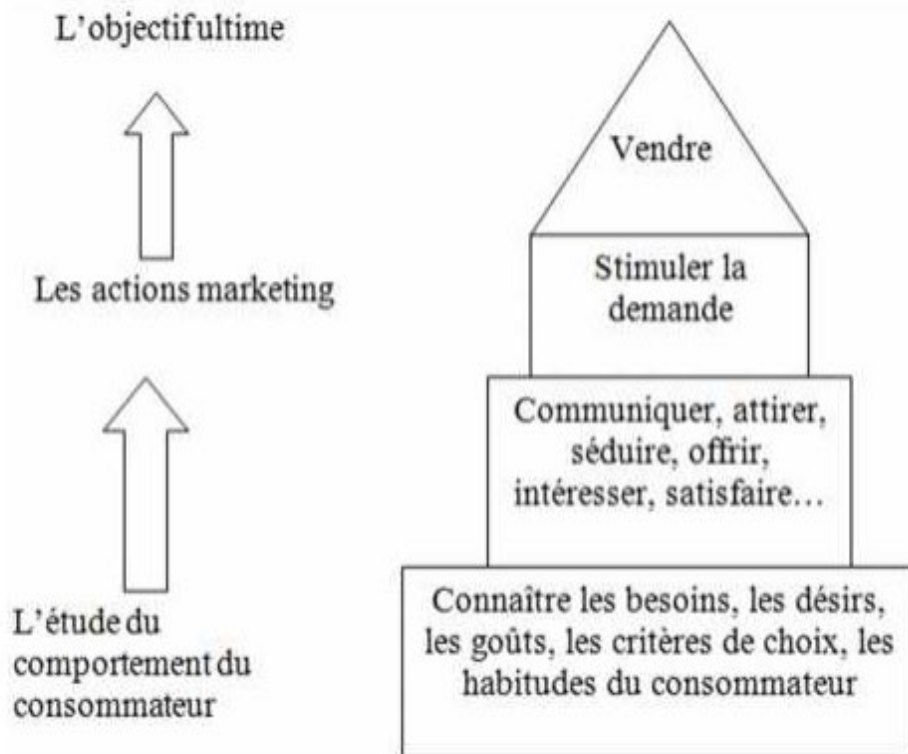 L'objectif ultime
Les actions marketing
L'étude du
comportement du
consommateur
Vendre
Stimuler la
demande
Communiquer, attirer,
séduire, offrir,
intéresser, satisfaire…
Connaître les besoins, les désirs,
les goûts, les critères de choix, les
habitudes du consommateur